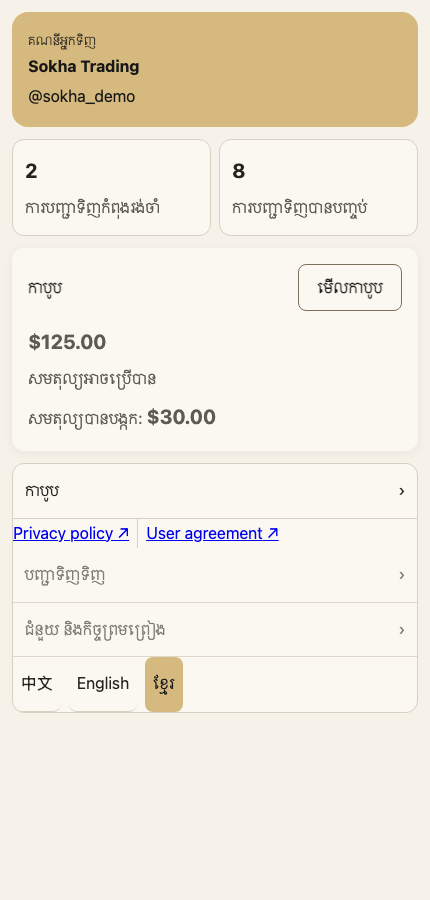 គណនីអ្នកទិញ
Sokha Trading
@sokha_demo
2
ការបញ្ជាទិញកំពុងរង់ចាំ
8
ការបញ្ជាទិញបានបញ្ចប់
កាបូប
មើលកាបូប
$125.00
សមតុល្យអាចប្រើបាន
សមតុល្យបានបង្កក: $30.00
កាបូប ›
Privacy policy ↗ User agreement ↗
បញ្ជាទិញទិញ ›
ជំនួយ និងកិច្ចព្រមព្រៀង ›
中文 English ខ្មែរ